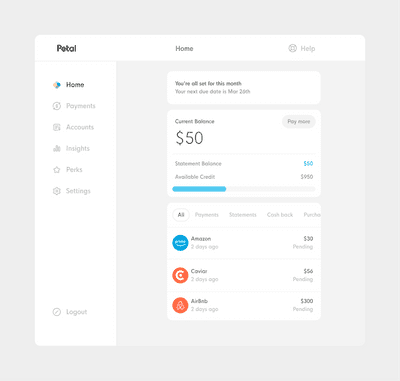 Petal
Home
Help
Home
Payments
Accounts
Insights
Perks
Settings
Logout
You're all set for this month
Your next due date is Mar 26th
Current Balance
Pay more
$50
Statement Balance
$50
Available Credit
$950
All
Payments
Statements
Cash back
Purcha
prime
Amazon
$30
2 days ago
Pending
Caviar
$56
2 days ago
Pending
AirBnb
$300
3 days ago
Pending